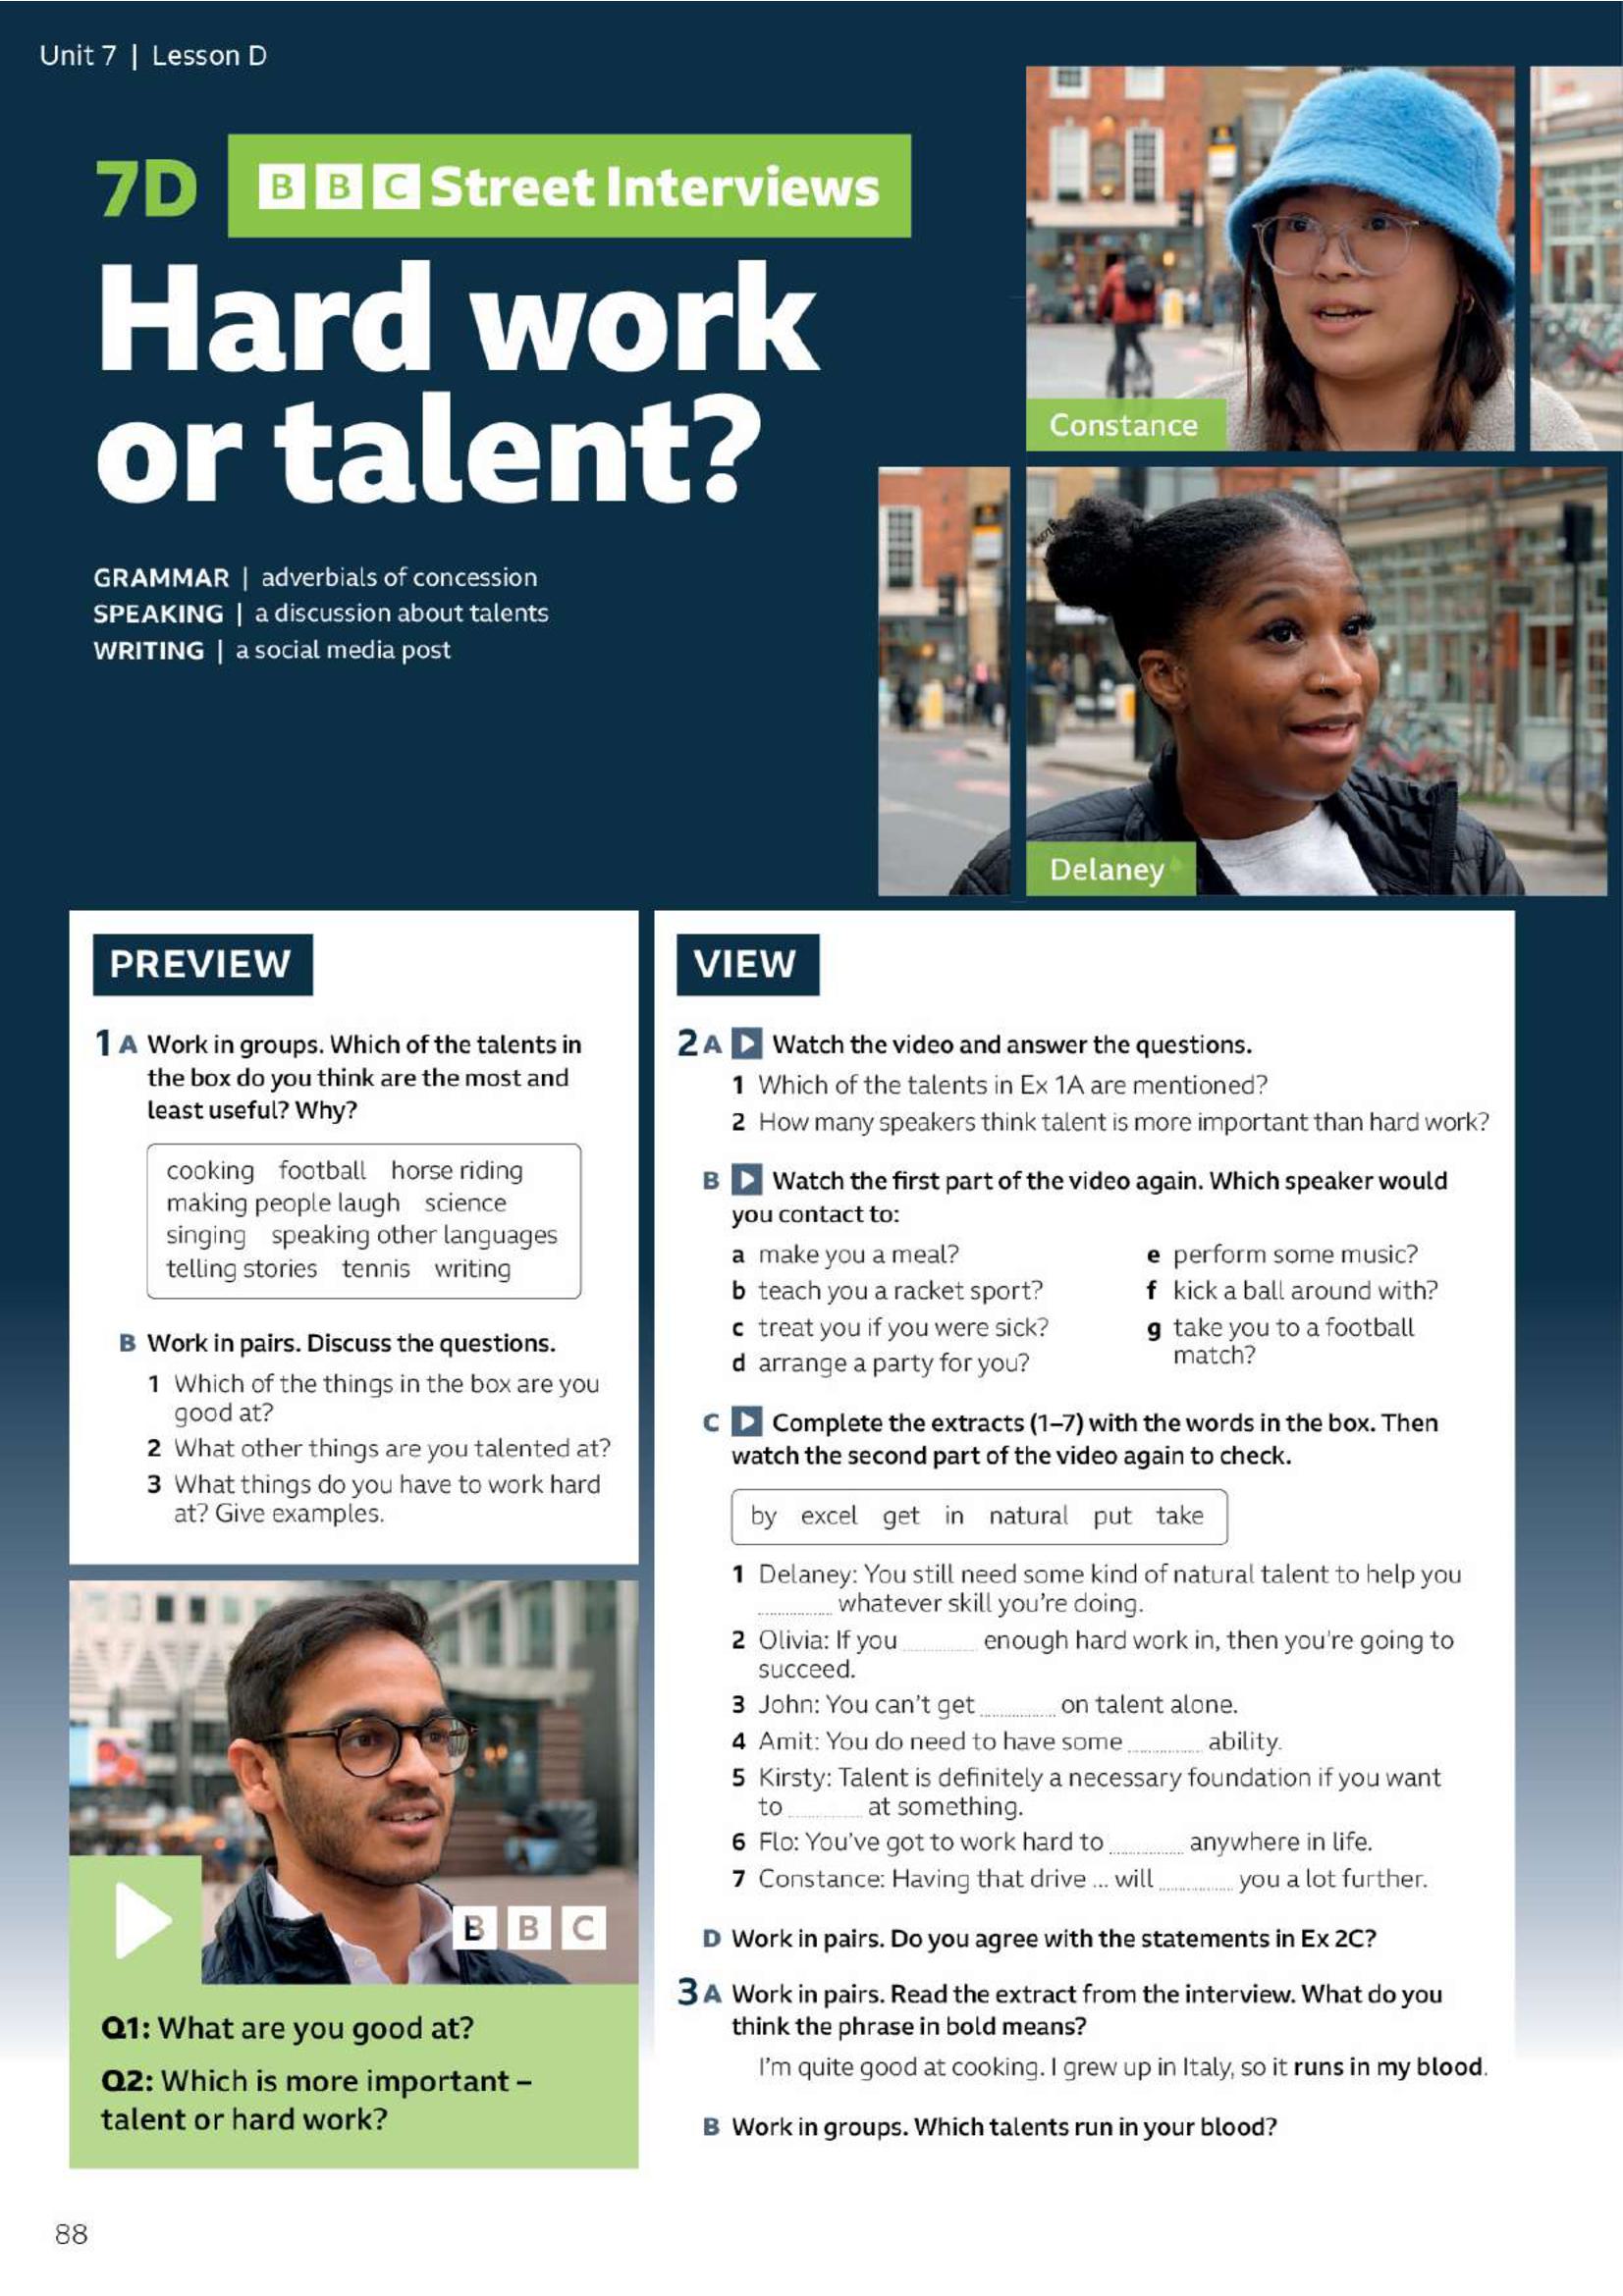 Unit 7 | Lesson D
7D
BBC Street Interviews
Hard work
or talent?
GRAMMAR | adverbials of concession
SPEAKING | a discussion about talents
WRITING | a social media post
Constance
Delaney
PREVIEW
1 A Work in groups. Which of the talents in
the box do you think are the most and
least useful? Why?
cooking football horse riding
making people laugh science
singing speaking other languages
telling stories tennis writing
B Work in pairs. Discuss the questions.
1 Which of the things in the box are you
good at?
2 What other things are you talented at?
3 What things do you have to work hard
at? Give examples.
BBC
Q1: What are you good at?
Q2: Which is more important –
talent or hard work?
VIEW
2 A Watch the video and answer the questions.
1 Which of the talents in Ex 1A are mentioned?
2 How many speakers think talent is more important than hard work?
B Watch the first part of the video again. Which speaker would
you contact to:
a make you a meal?
b teach you a racket sport?
c treat you if you were sick?
d arrange a party for you?
e perform some music?
f kick a ball around with?
g take you to a football
match?
C Complete the extracts (1–7) with the words in the box. Then
watch the second part of the video again to check.
by excel get in natural put take
1 Delaney: You still need some kind of natural talent to help you
............ whatever skill you're doing.
2 Olivia: If you ............ enough hard work in, then you're going to
succeed.
3 John: You can't get ............ on talent alone.
4 Amit: You do need to have some ............ ability.
5 Kirsty: Talent is definitely a necessary foundation if you want
to ............ at something.
6 Flo: You've got to work hard to ............ anywhere in life.
7 Constance: Having that drive ... will ............ you a lot further.
D Work in pairs. Do you agree with the statements in Ex 2C?
3 A Work in pairs. Read the extract from the interview. What do you
think the phrase in bold means?
I'm quite good at cooking. I grew up in Italy, so it runs in my blood.
B Work in groups. Which talents run in your blood?
88